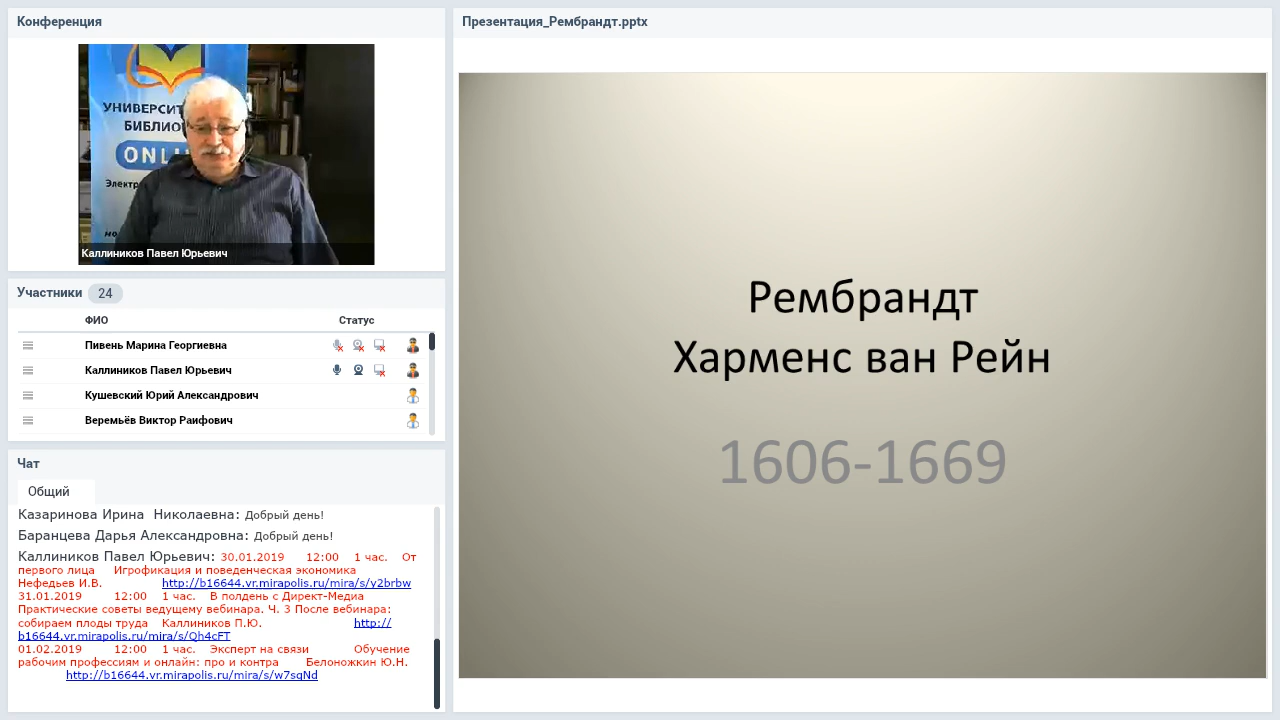 Конференция
УНИВЕРСИТ
БИБЛИО
ONLI
Электр
Каллиников Павел Юрьевич
Участники 24
ФИО Статус
Пивень Марина Георгиевна
Каллиников Павел Юрьевич
Кушевский Юрий Александрович
Веремьёв Виктор Раифович
Чат
Общий
Казаринова Ирина Николаевна: Добрый день!
Баранцева Дарья Александровна: Добрый день!
Каллиников Павел Юрьевич: 30.01.2019 12:00 1 час. От
первого лица Игрофикация и поведенческая экономика
Нефедьев И.В. http://b16644.vr.mirapolis.ru/mira/s/y2brbw
31.01.2019 12:00 1 час. В полдень с Директ-Медиа
Практические советы ведущему вебинара. Ч. 3 После вебинара:
собираем плоды труда Каллиников П.Ю. http://
b16644.vr.mirapolis.ru/mira/s/Qh4cFT
01.02.2019 12:00 1 час. Эксперт на связи Обучение
рабочим профессиям и онлайн: про и контра Белоножкин Ю.Н.
http://b16644.vr.mirapolis.ru/mira/s/w7sqNd
Презентация_Рембрандт.pptx
Рембрандт
Харменс ван Рейн
1606-1669